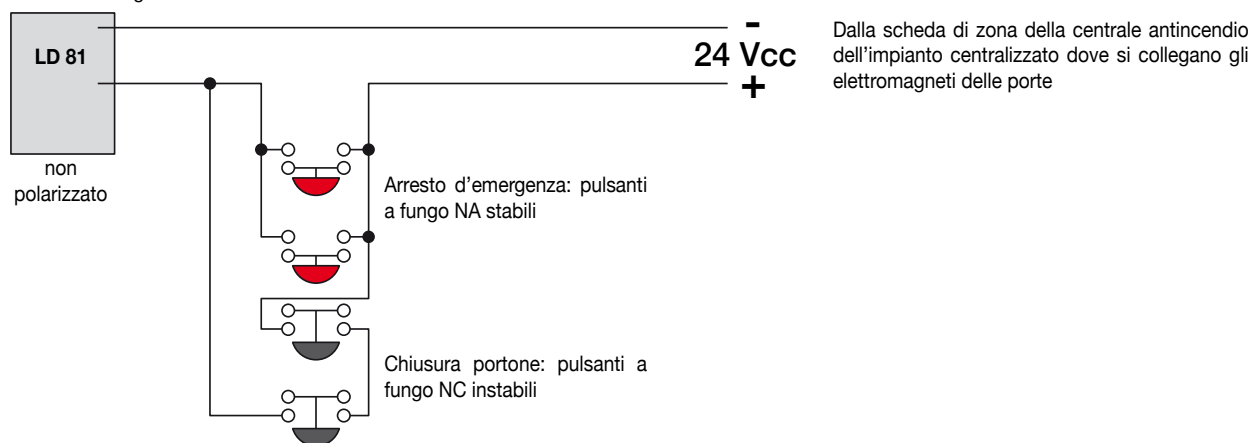 LD 81
non
polarizzato
-
24 Vcc
+
Dalla scheda di zona della centrale antincendio
dell'impianto centralizzato dove si collegano gli
elettromagneti delle porte
Arresto d'emergenza: pulsanti
a fungo NA stabili
Chiusura portone: pulsanti a
fungo NC instabili